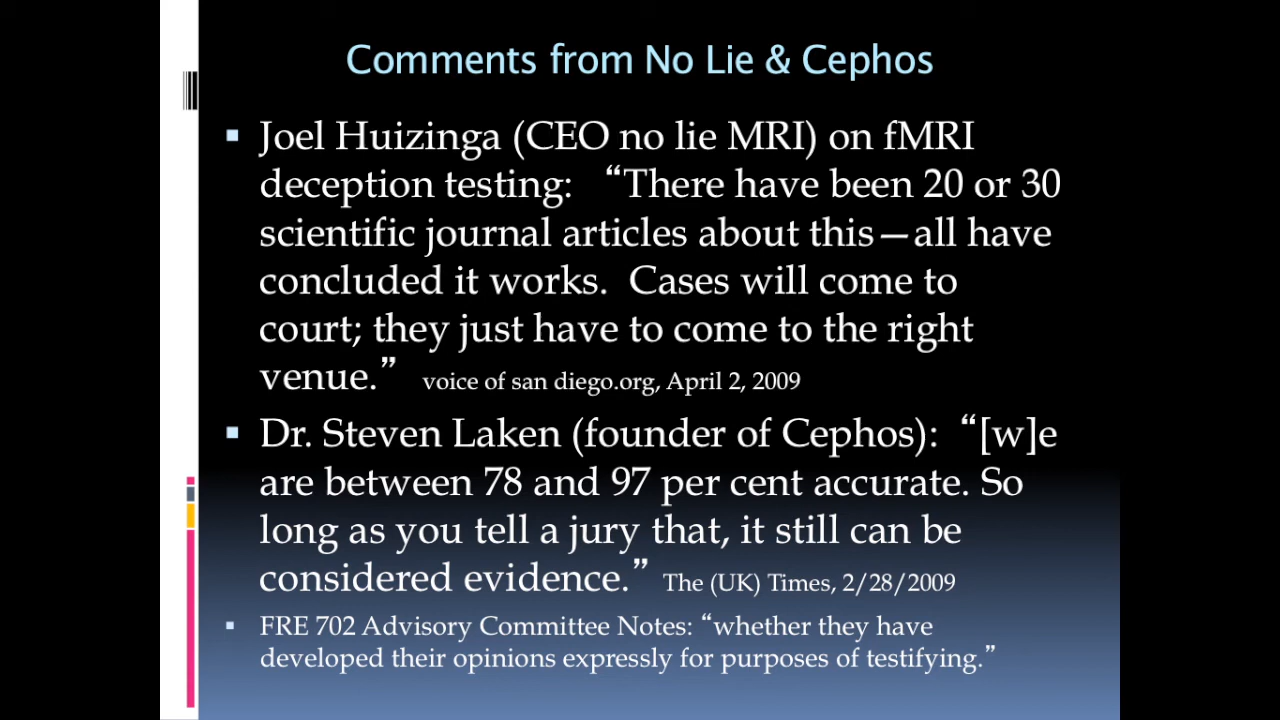 Comments from No Lie & Cephos
▪ Joel Huizinga (CEO no lie MRI) on fMRI
deception testing:  “There have been 20 or 30
scientific journal articles about this—all have
concluded it works.  Cases will come to
court; they just have to come to the right
venue.”  voice of san diego.org, April 2, 2009
▪ Dr. Steven Laken (founder of Cephos):  “[w]e
are between 78 and 97 per cent accurate. So
long as you tell a jury that, it still can be
considered evidence.” The (UK) Times, 2/28/2009
▪ FRE 702 Advisory Committee Notes: “whether they have
developed their opinions expressly for purposes of testifying.”